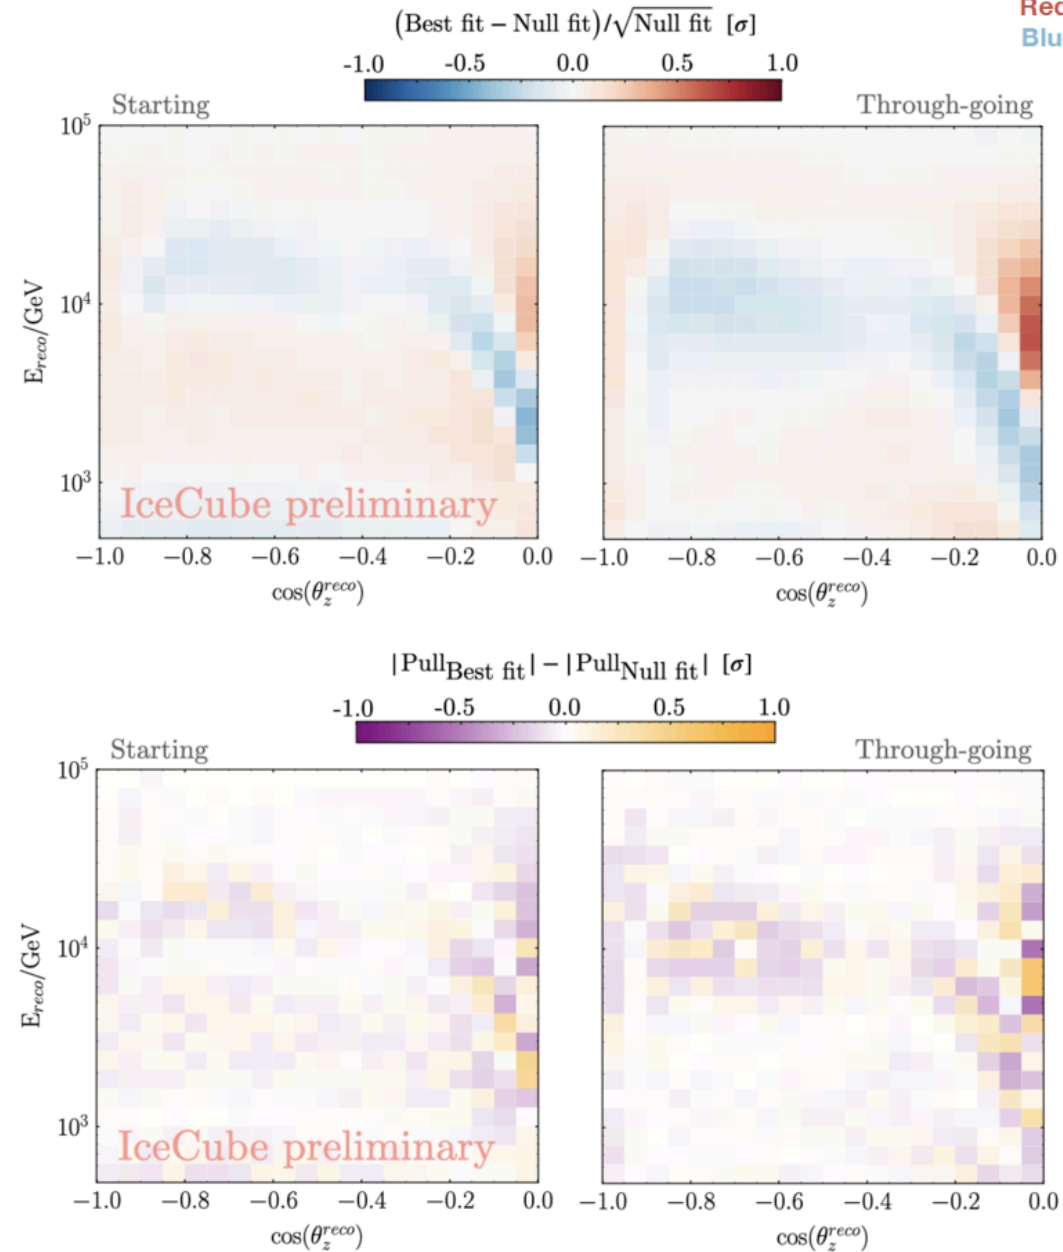 (Best fit − Null fit)/√Null fit [σ]
Red
Blu
-1.0 -0.5 0.0 0.5 1.0
Starting
Through-going
10⁵
10⁴
10³
E_reco/GeV
IceCube preliminary
−1.0 −0.8 −0.6 −0.4 −0.2 0.0
−1.0 −0.8 −0.6 −0.4 −0.2 0.0
cos(θ_z^reco)
cos(θ_z^reco)
|Pull_Best fit| − |Pull_Null fit| [σ]
-1.0 -0.5 0.0 0.5 1.0
Starting
Through-going
10⁵
10⁴
10³
E_reco/GeV
IceCube preliminary
−1.0 −0.8 −0.6 −0.4 −0.2 0.0
−1.0 −0.8 −0.6 −0.4 −0.2 0.0
cos(θ_z^reco)
cos(θ_z^reco)